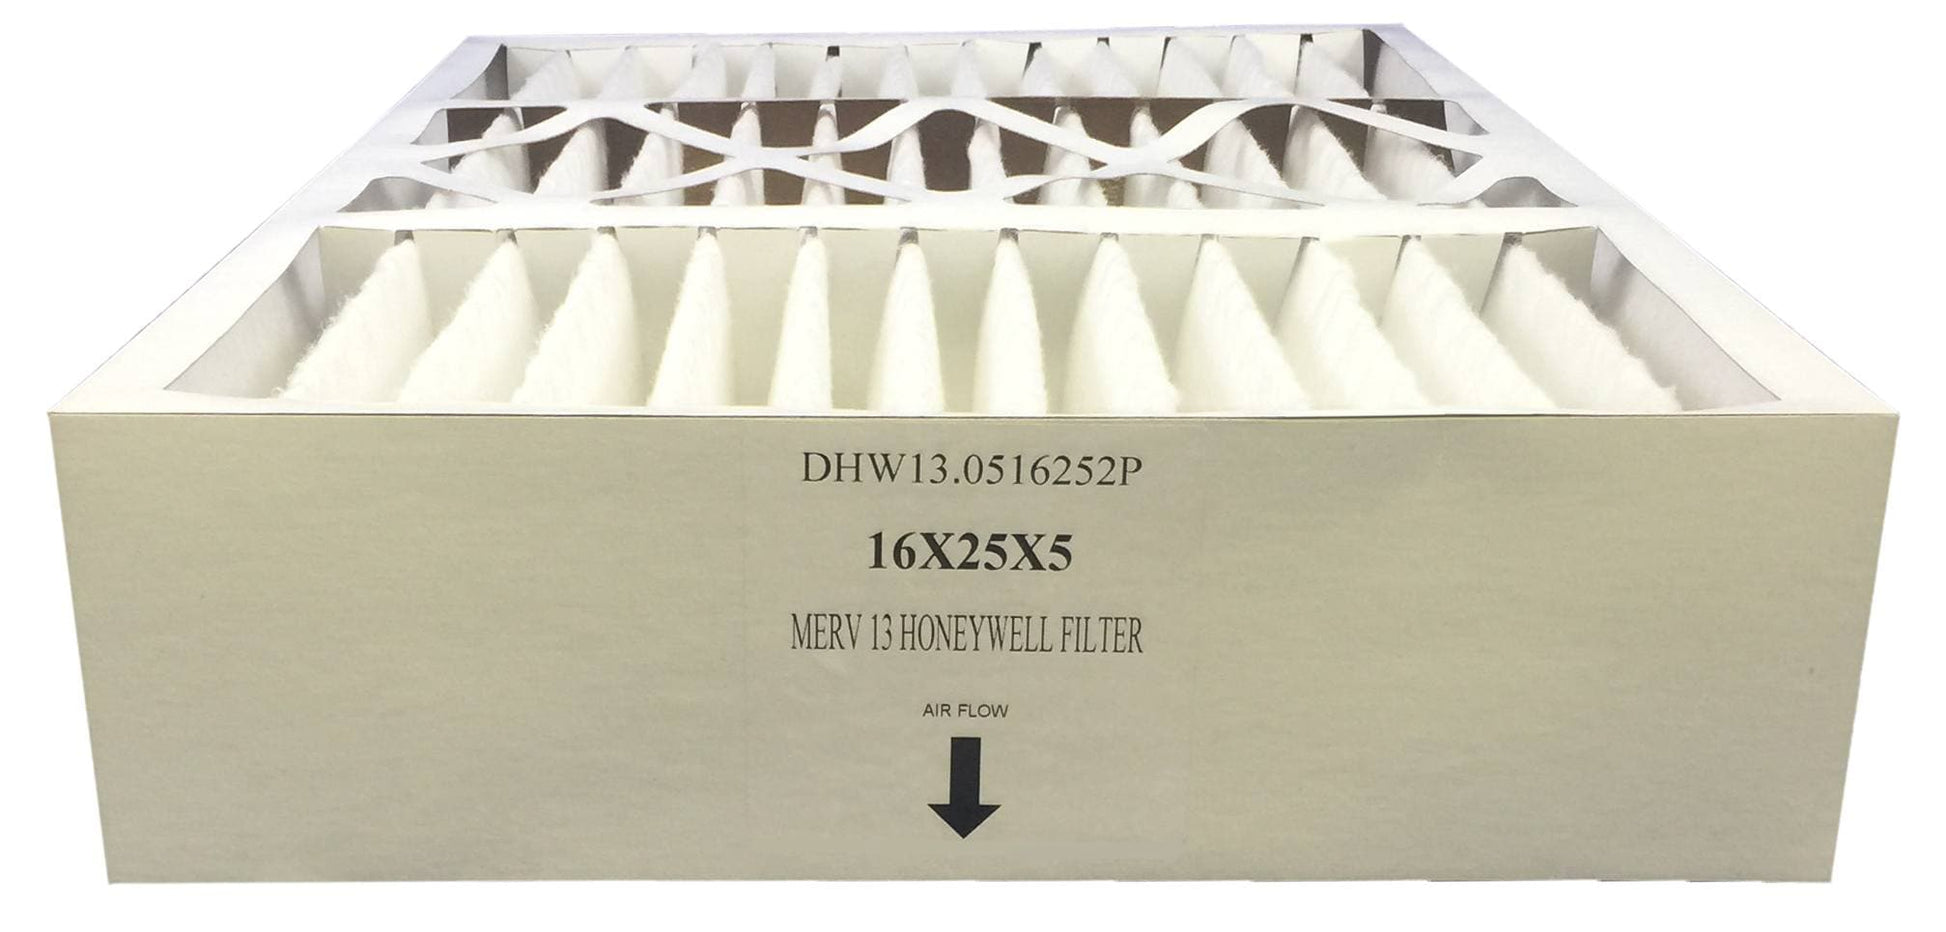 DHW13.0516252P
16X25X5
MERV 13 HONEYWELL FILTER
AIR FLOW